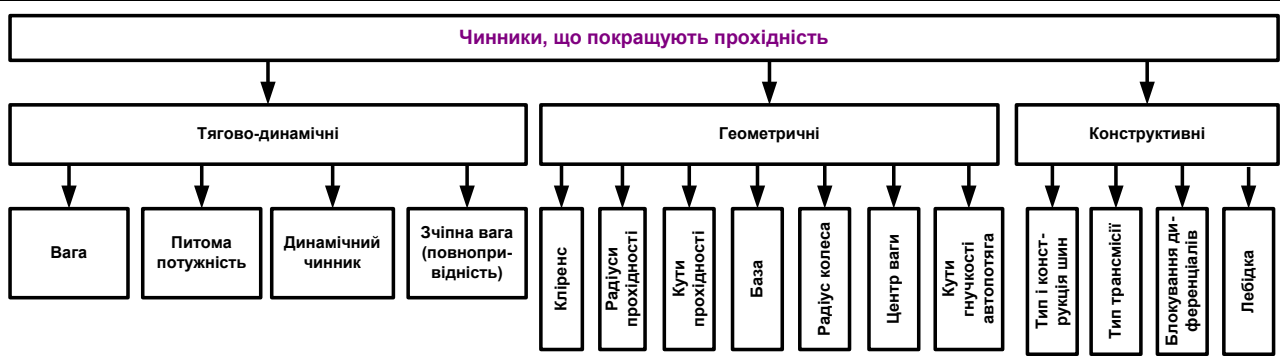 Чинники, що покращують прохідність
Тягово-динамічні
Геометричні
Конструктивні
Вага
Питома
потужність
Динамічний
чинник
Зчіпна вага
(повнопри-
відність)
Кліренс
Радіуси
прохідності
Кути
прохідності
База
Радіус колеса
Центр ваги
Кути
гнучкості
автопотяга
Тип і конст-
рукція шин
Тип трансмісії
Блокування ди-
ференціалів
Лебідка